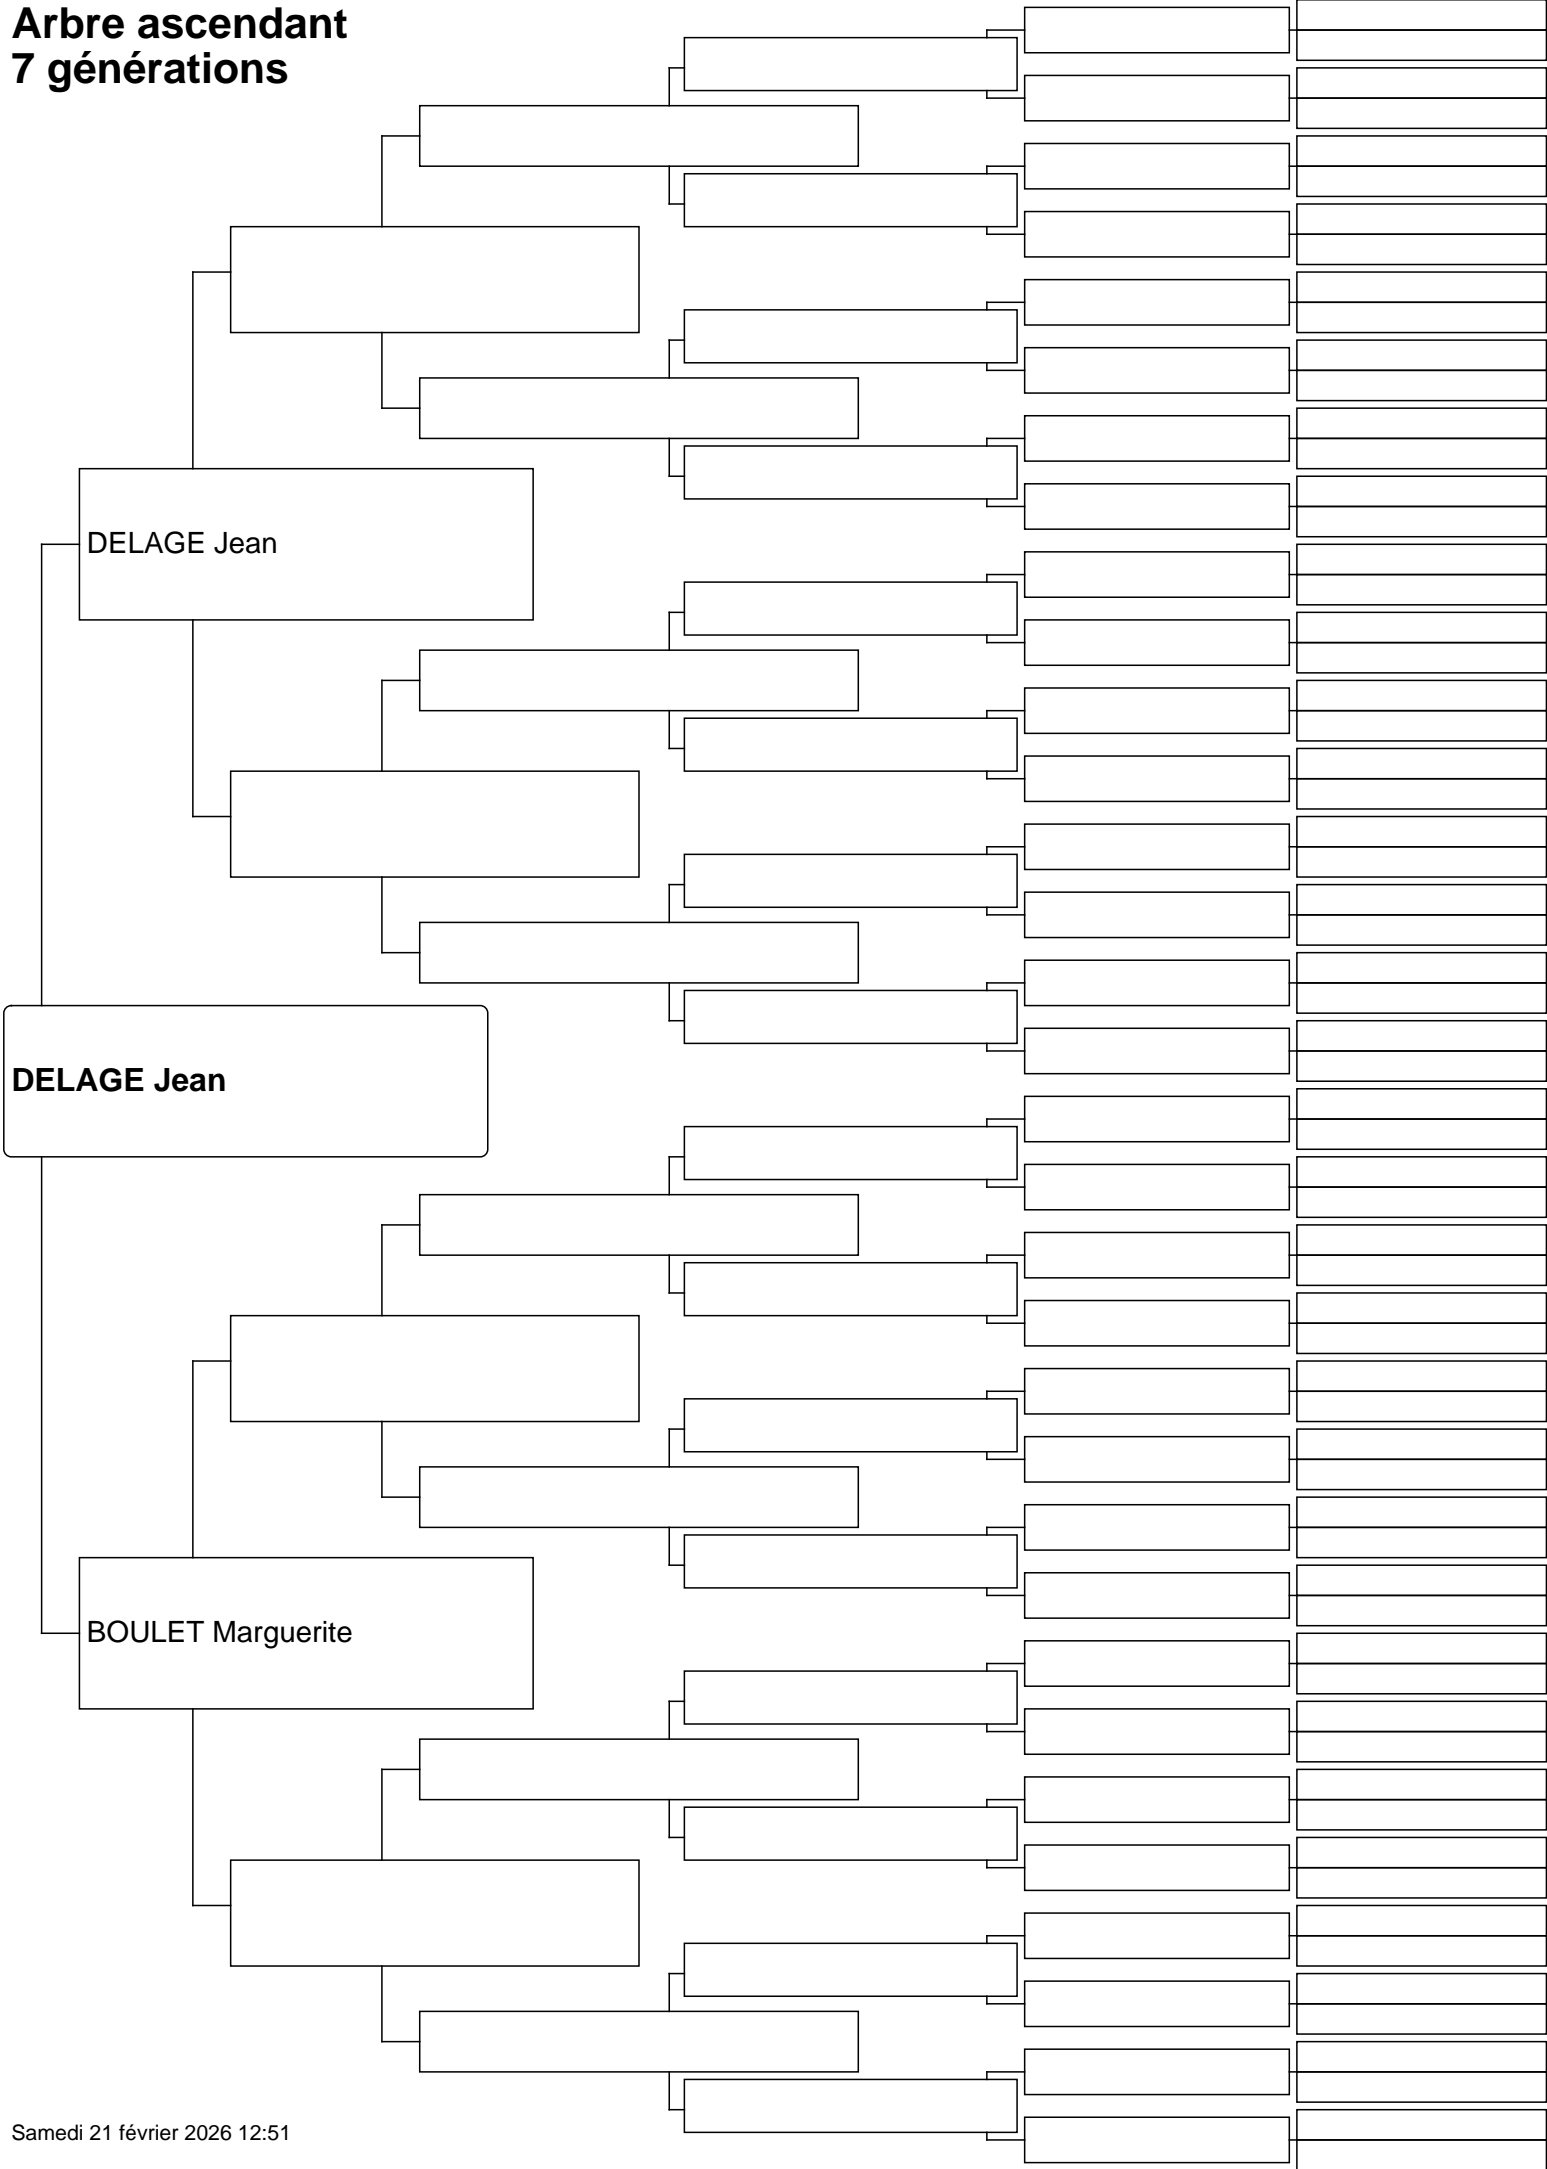 Arbre ascendant
7 générations
DELAGE Jean
DELAGE Jean
BOULET Marguerite
Samedi 21 février 2026 12:51